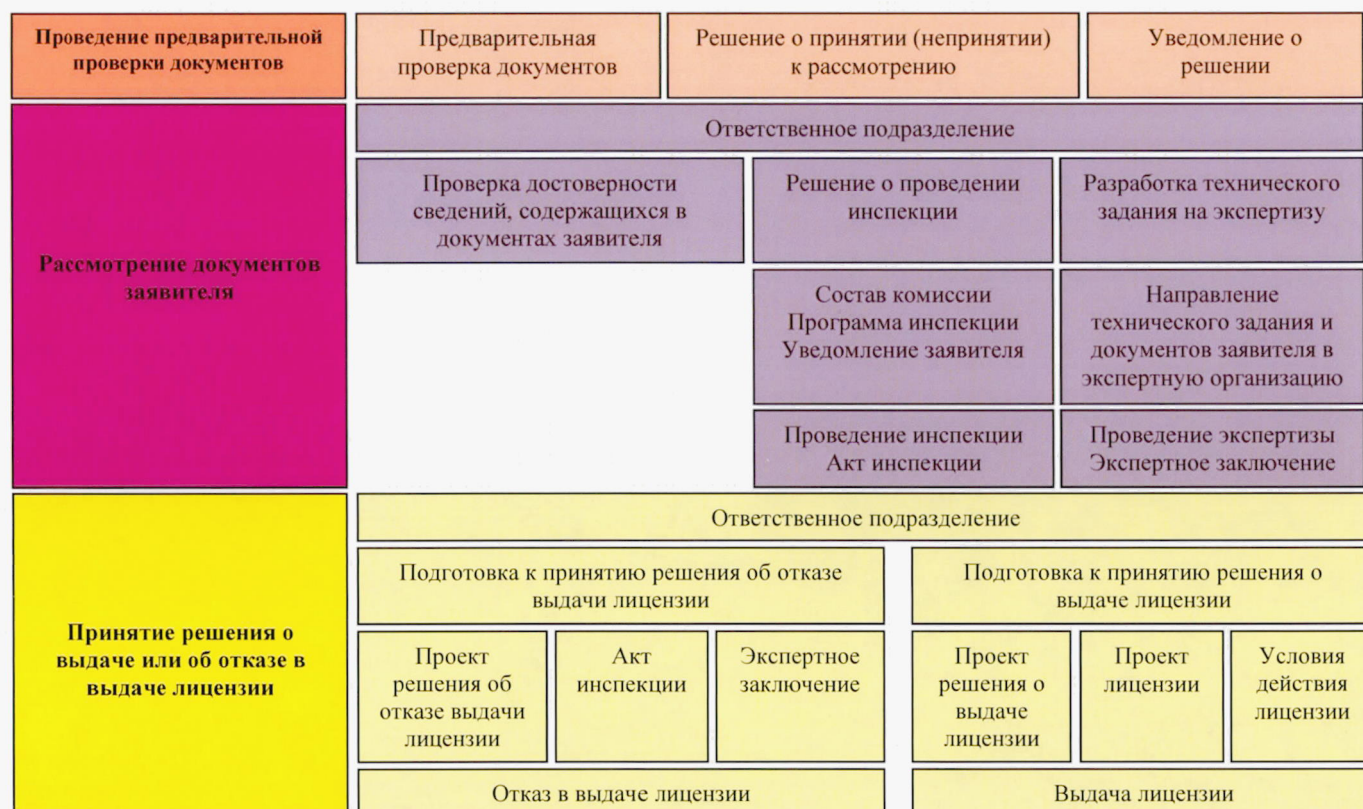 Проведение предварительной
проверки документов
Предварительная
проверка документов
Решение о принятии (непринятии)
к рассмотрению
Уведомление о
решении
Рассмотрение документов
заявителя
Ответственное подразделение
Проверка достоверности
сведений, содержащихся в
документах заявителя
Решение о проведении
инспекции
Разработка технического
задания на экспертизу
Состав комиссии
Программа инспекции
Уведомление заявителя
Направление
технического задания и
документов заявителя в
экспертную организацию
Проведение инспекции
Акт инспекции
Проведение экспертизы
Экспертное заключение
Принятие решения о
выдаче или об отказе в
выдаче лицензии
Ответственное подразделение
Подготовка к принятию решения об отказе
выдачи лицензии
Подготовка к принятию решения о
выдаче лицензии
Проект
решения об
отказе выдачи
лицензии
Акт
инспекции
Экспертное
заключение
Проект
решения о
выдаче
лицензии
Проект
лицензии
Условия
действия
лицензии
Отказ в выдаче лицензии
Выдача лицензии